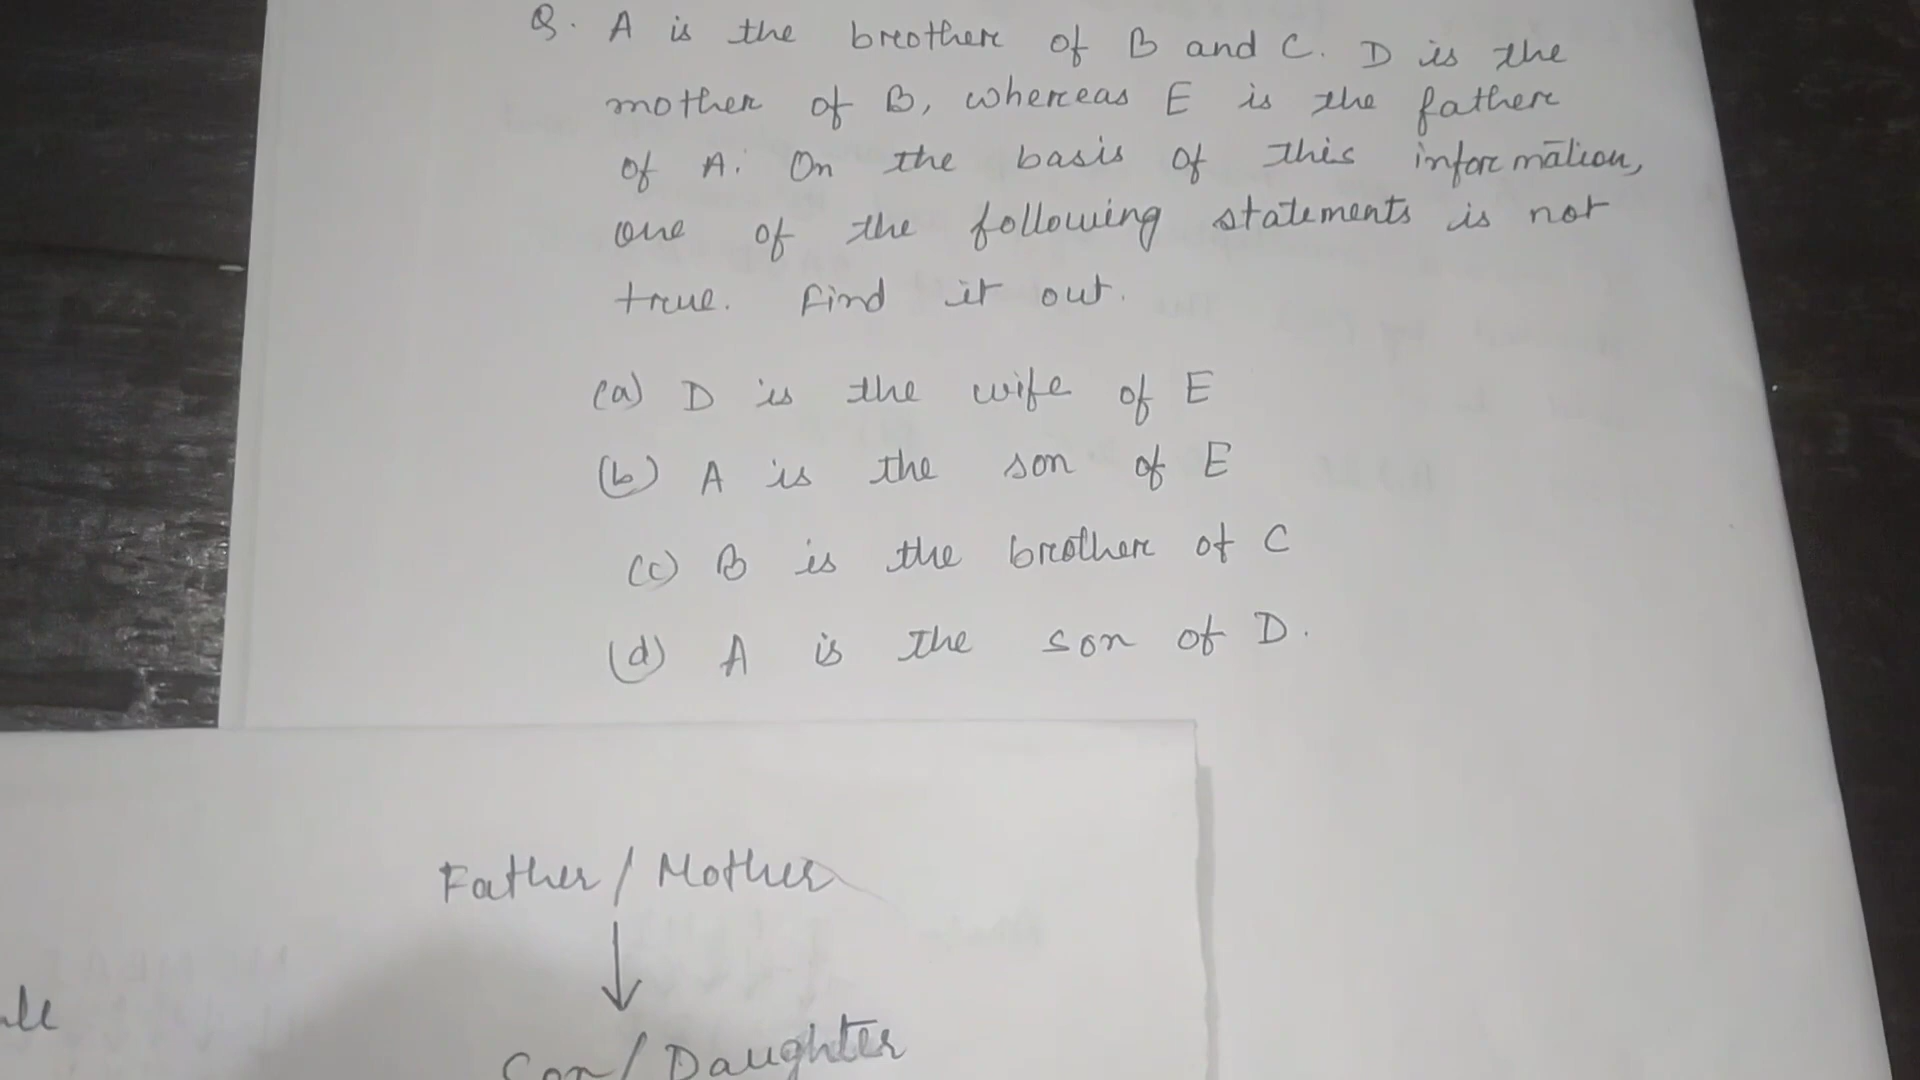 Q. A is the brother of B and C. D is the
mother of B, whereas E is the father
of A. On the basis of this information,
one of the following statements is not
true. Find it out.
(a) D is the wife of E
(b) A is the son of E
(c) B is the brother of C
(d) A is the son of D.
Father / Mother
↓
Son / Daughter